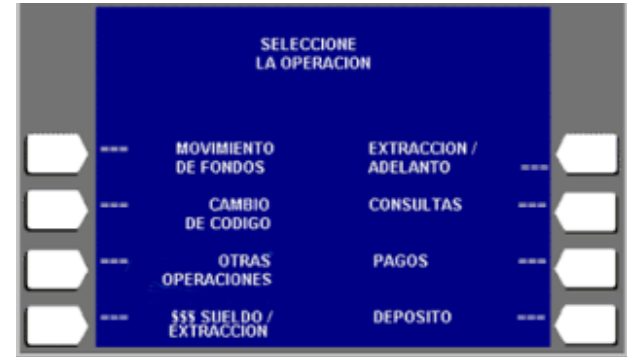 SELECCIONE
LA OPERACION
--- MOVIMIENTO
DE FONDOS
EXTRACCION /
ADELANTO ---
--- CAMBIO
DE CODIGO
CONSULTAS ---
--- OTRAS
OPERACIONES
PAGOS ---
--- $$$ SUELDO /
EXTRACCION
DEPOSITO ---